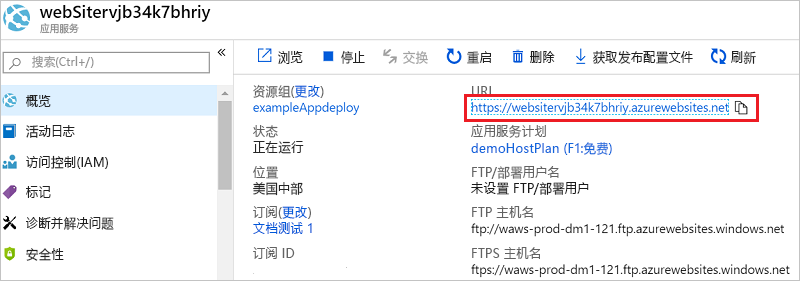 webSitervjb34k7bhriy
应用服务
搜索(Ctrl+/)
«
概览
活动日志
访问控制(IAM)
标记
诊断并解决问题
安全性
浏览 停止 交换 重启 删除 获取发布配置文件 刷新
资源组(更改)
exampleAppdeploy
状态
正在运行
位置
美国中部
订阅(更改)
文档测试 1
订阅 ID
URL
https://websitervjb34k7bhriy.azurewebsites.net
应用服务计划
demoHostPlan (F1:免费)
FTP/部署用户名
未设置 FTP/部署用户
FTP 主机名
ftp://waws-prod-dm1-121.ftp.azurewebsites.windows.net
FTPS 主机名
ftps://waws-prod-dm1-121.ftp.azurewebsites.windows.net